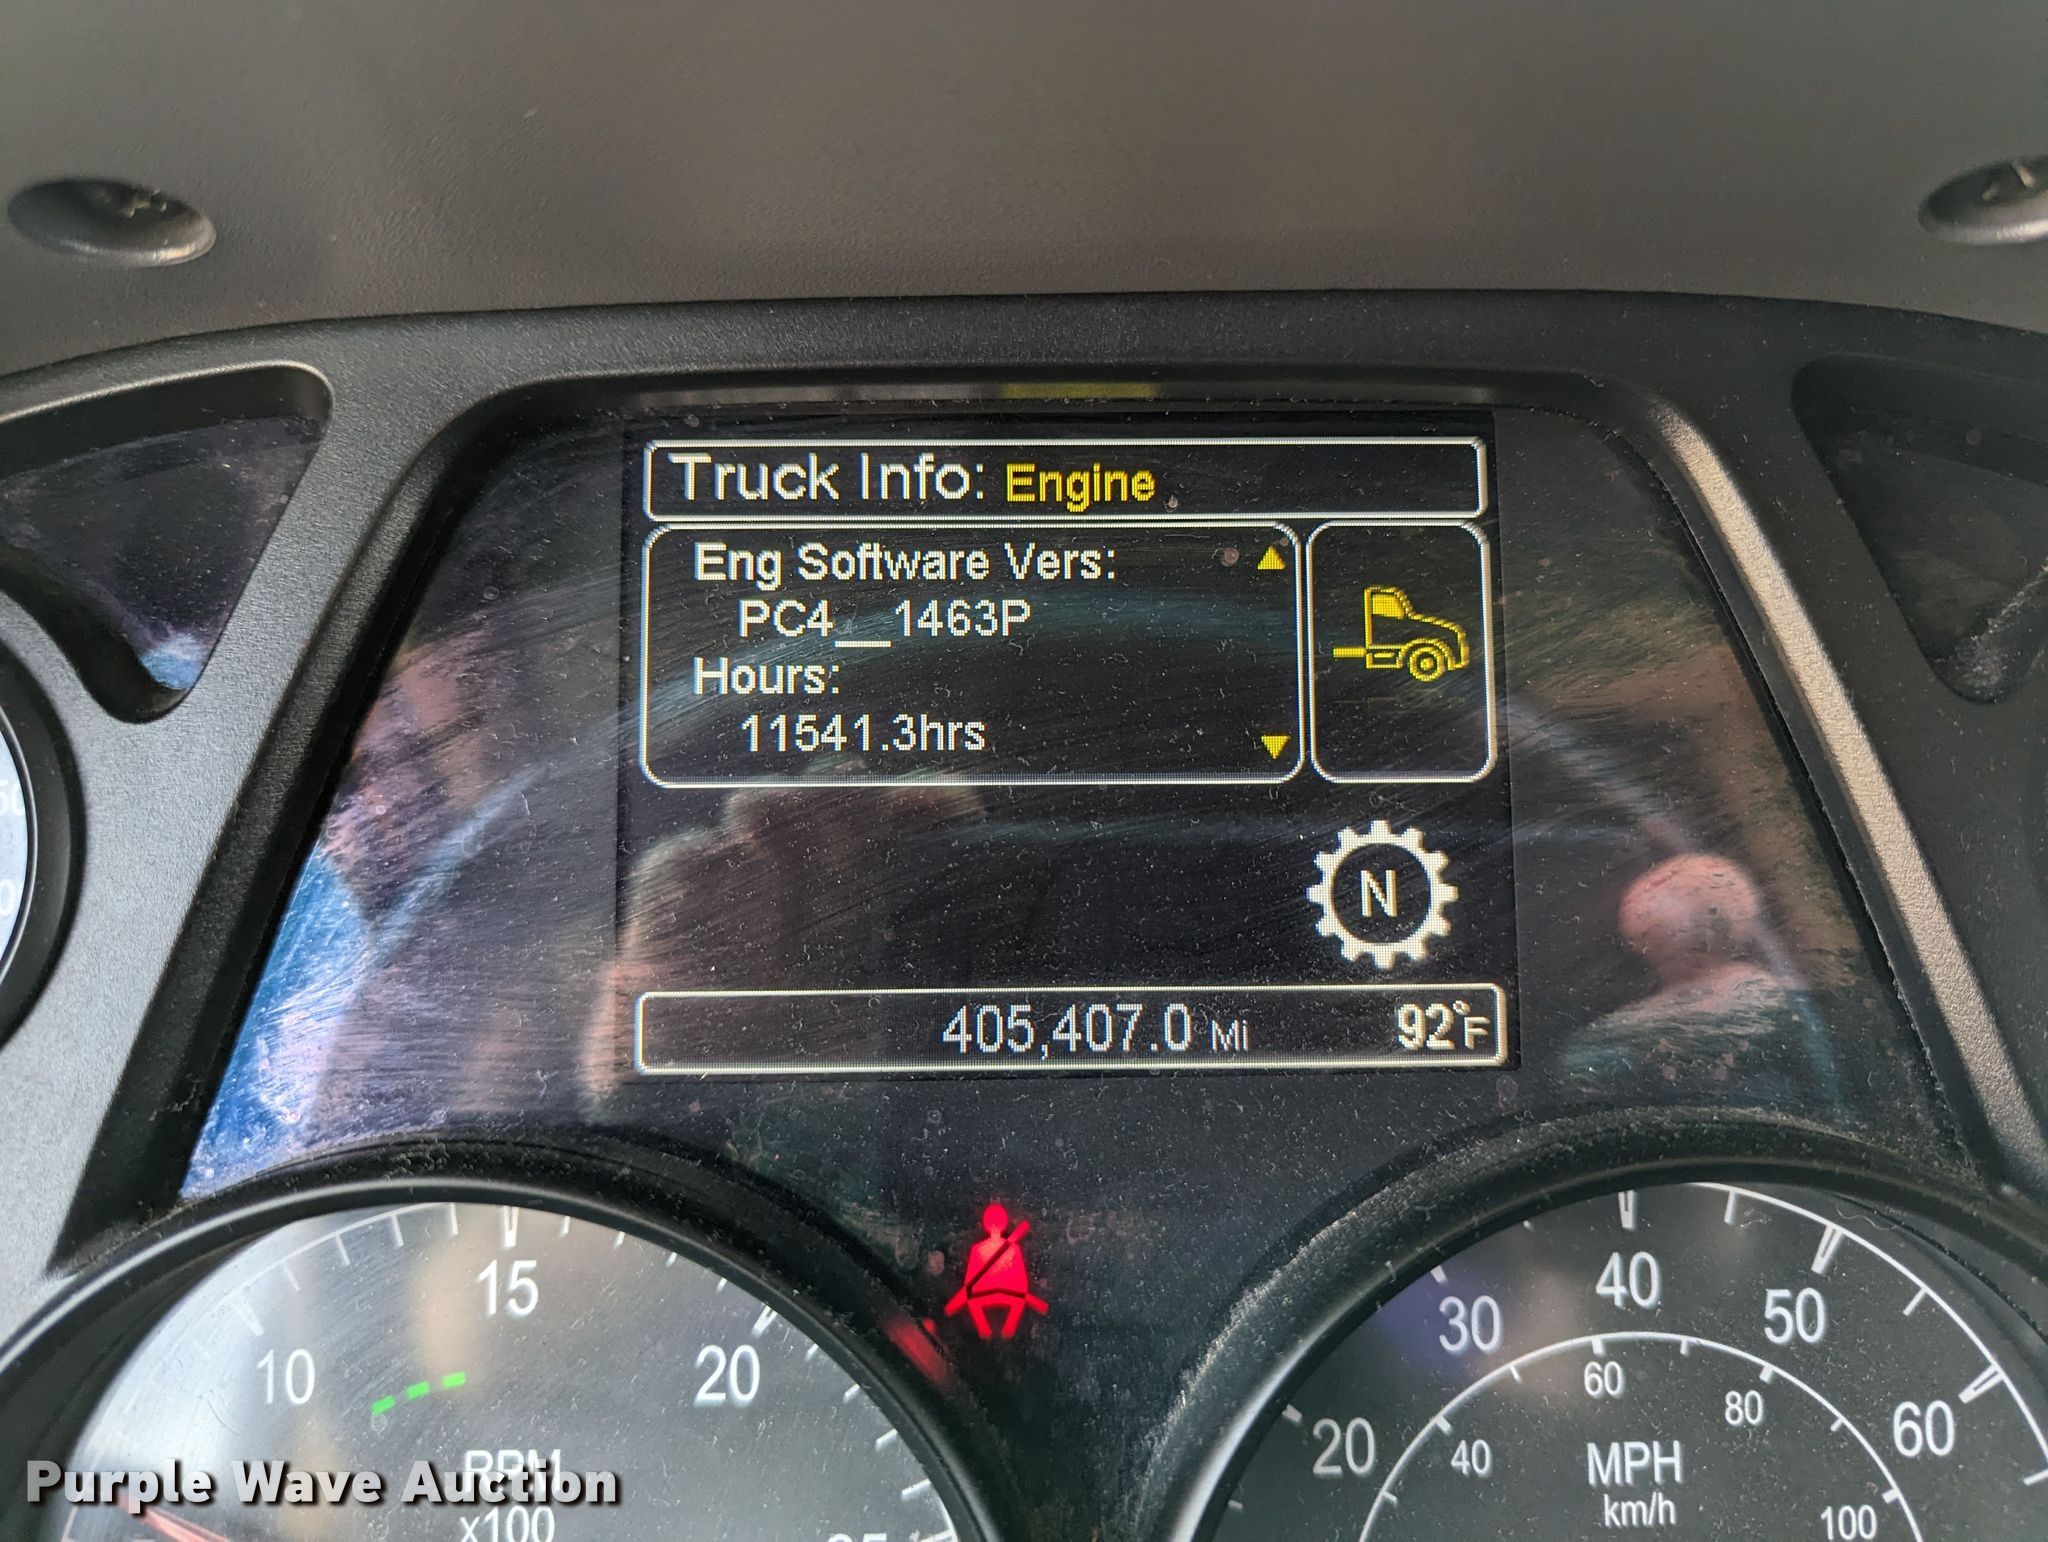 Truck Info: Engine
Eng Software Vers:
PC4__1463P
Hours:
11541.3hrs
N
405,407.0 Mi 92°F
10 15 20
RPM
x100
20 30 40 50 60
40 60 80 100
MPH
km/h
Purple Wave Auction